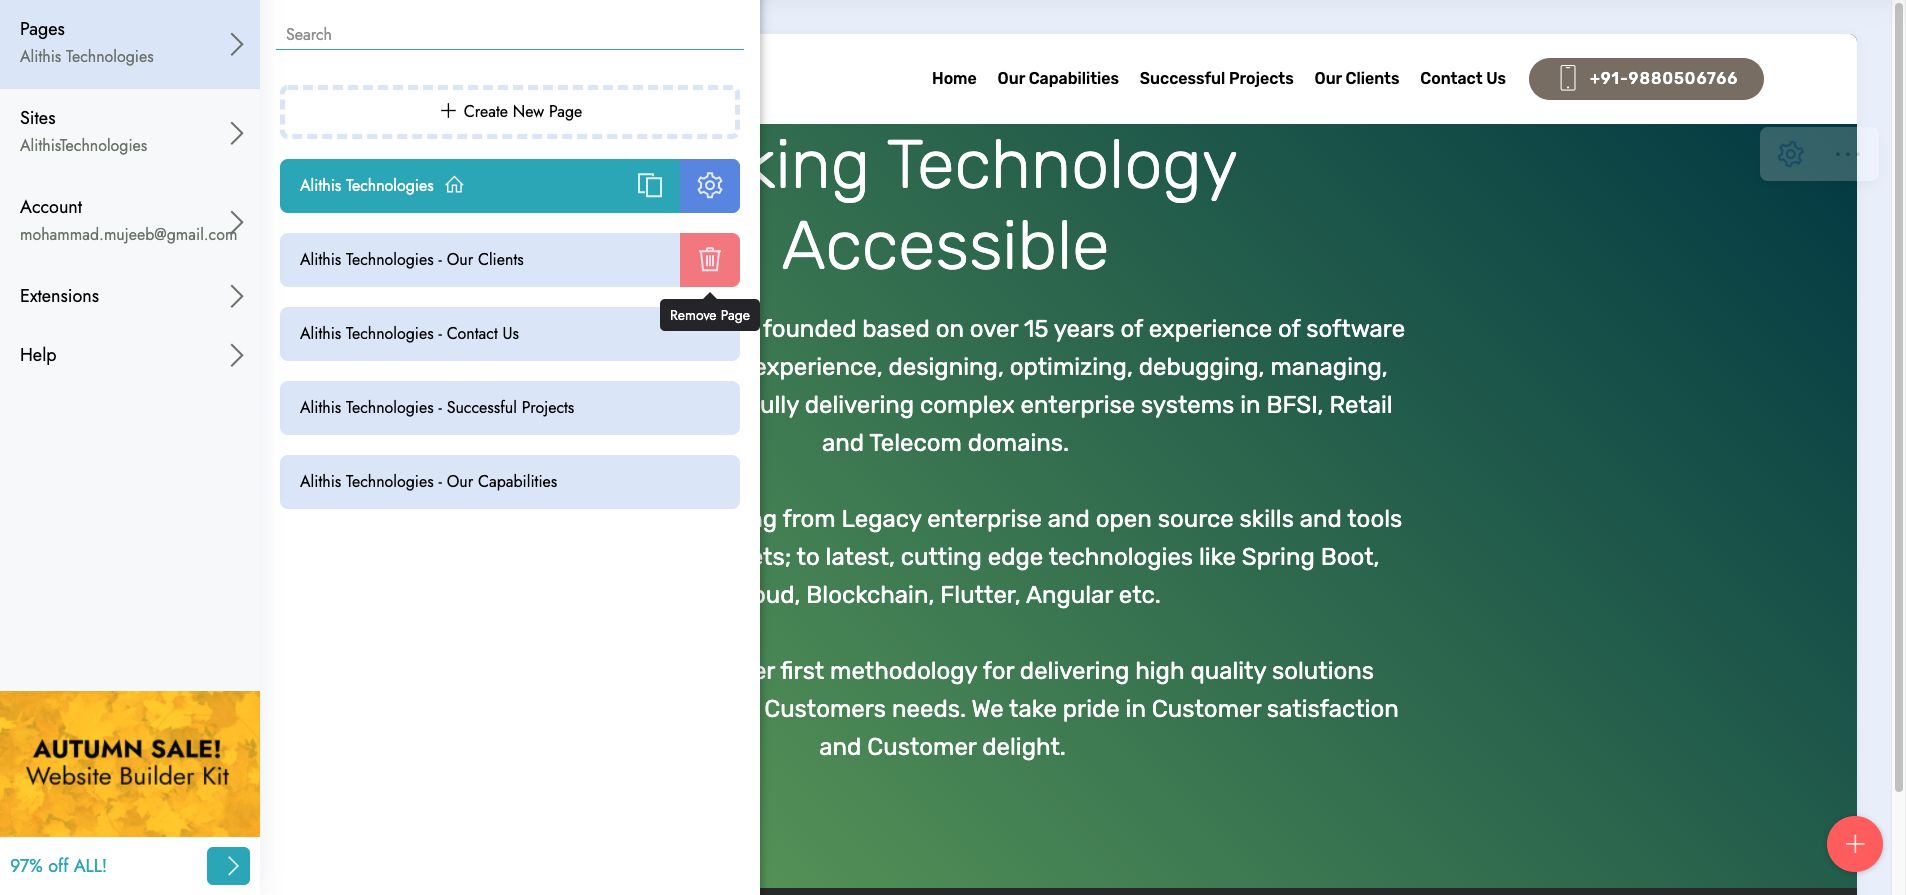 Pages
Alithis Technologies
Sites
AlithisTechnologies
Account
mohammad.mujeeb@gmail.com
Extensions
Help
AUTUMN SALE!
Website Builder Kit
97% off ALL!
Search
+ Create New Page
Alithis Technologies
Alithis Technologies - Our Clients
Remove Page
Alithis Technologies - Contact Us
Alithis Technologies - Successful Projects
Alithis Technologies - Our Capabilities
Home Our Capabilities Successful Projects Our Clients Contact Us +91-9880506766
king Technology
Accessible
founded based on over 15 years of experience of software
experience, designing, optimizing, debugging, managing,
ully delivering complex enterprise systems in BFSI, Retail
and Telecom domains.
ng from Legacy enterprise and open source skills and tools
ets; to latest, cutting edge technologies like Spring Boot,
oud, Blockchain, Flutter, Angular etc.
er first methodology for delivering high quality solutions
Customers needs. We take pride in Customer satisfaction
and Customer delight.